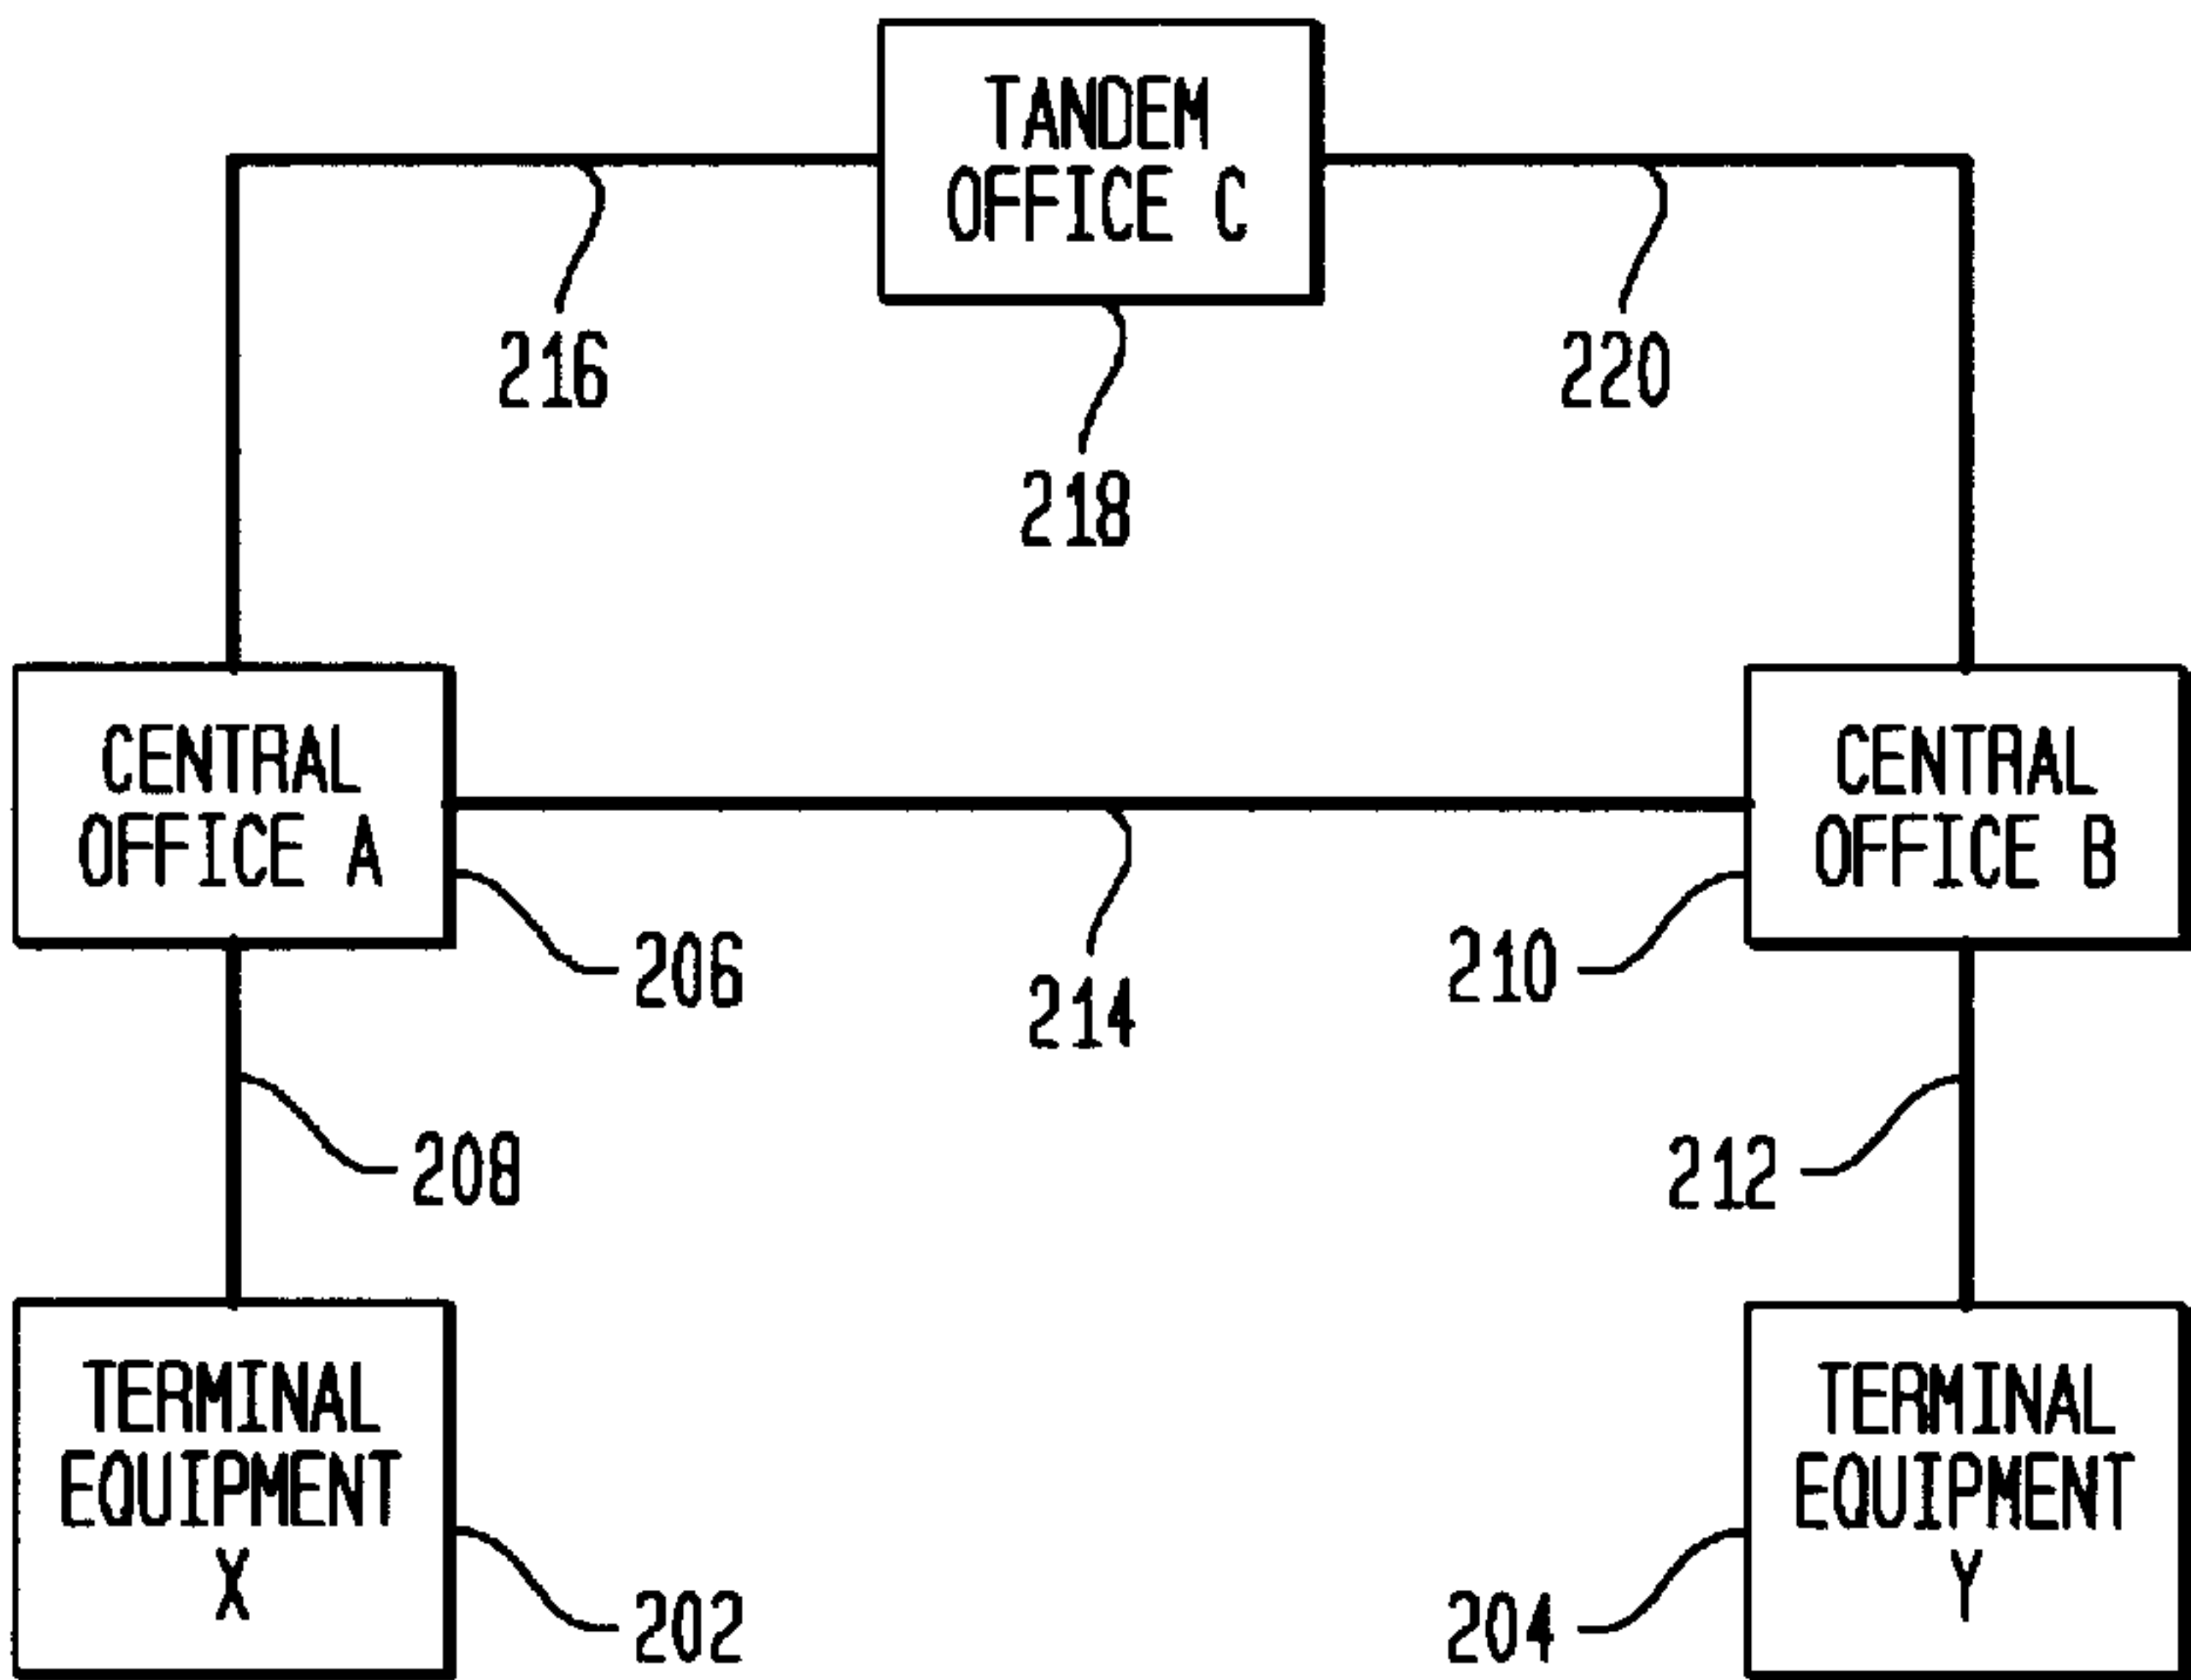 TANDEM
OFFICE C
216
220
218
CENTRAL
OFFICE A
CENTRAL
OFFICE B
206
214
210
208
212
TERMINAL
EQUIPMENT
X
TERMINAL
EQUIPMENT
Y
202
204